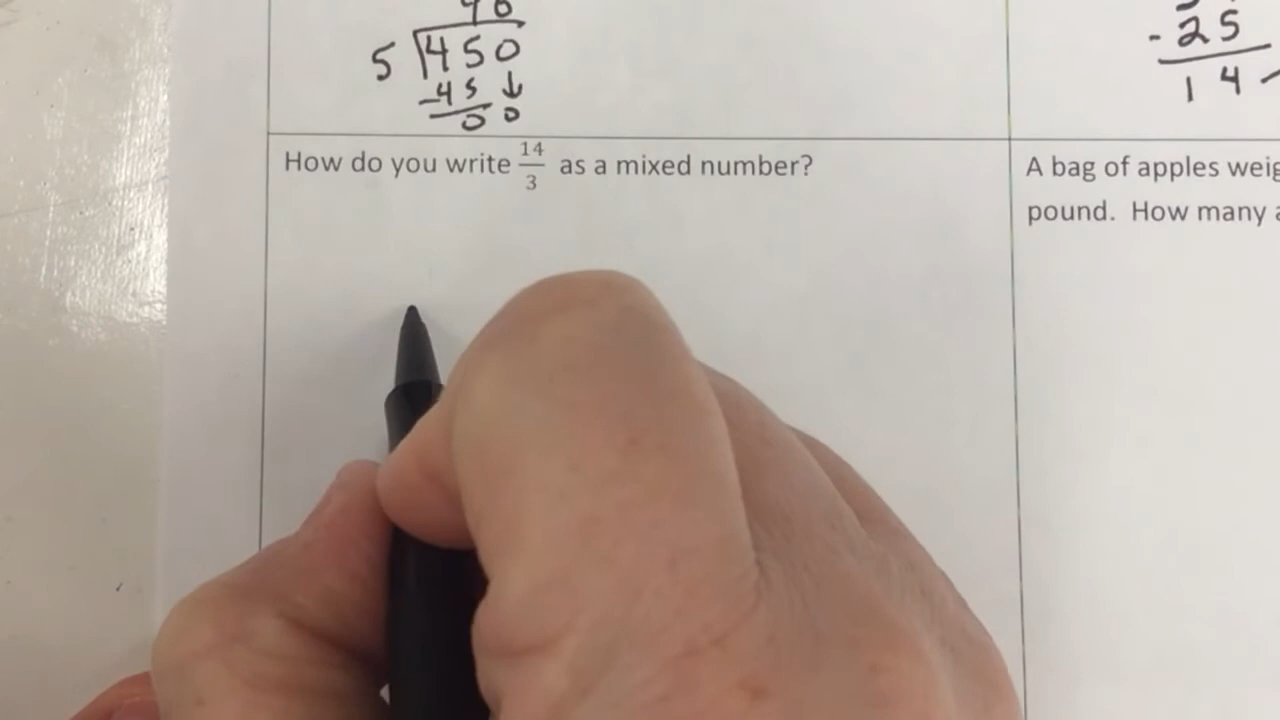 90
5 450
-45↓
00
-25
14
How do you write 14/3 as a mixed number?
A bag of apples weig
pound. How many a